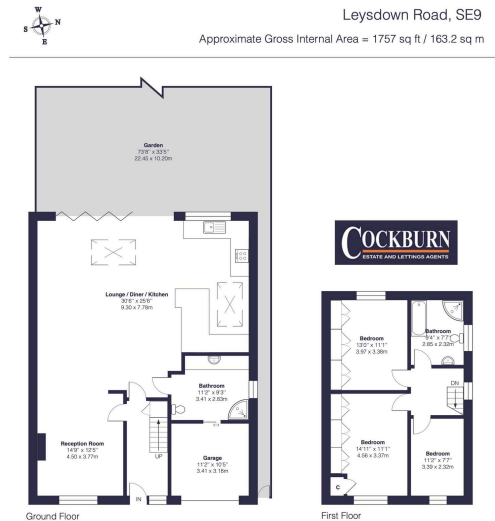 W
S N
E
Leysdown Road, SE9
Approximate Gross Internal Area = 1757 sq ft / 163.2 sq m
Garden
73'8" x 33'5"
22.45 x 10.20m
COCKBURN
ESTATE AND LETTINGS AGENTS
Lounge / Diner / Kitchen
30'6" x 25'6"
9.30 x 7.78m
Bathroom
11'2" x 9'3"
3.41 x 2.83m
Reception Room
14'9" x 12'5"
4.50 x 3.77m
UP
Garage
11'2" x 10'5"
3.41 x 3.18m
IN
Ground Floor
Bedroom
13'0" x 11'1"
3.97 x 3.38m
Bathroom
9'4" x 7'7"
2.85 x 2.32m
DN
Bedroom
14'11" x 11'1"
4.56 x 3.37m
Bedroom
11'2" x 7'7"
3.39 x 2.32m
C
First Floor